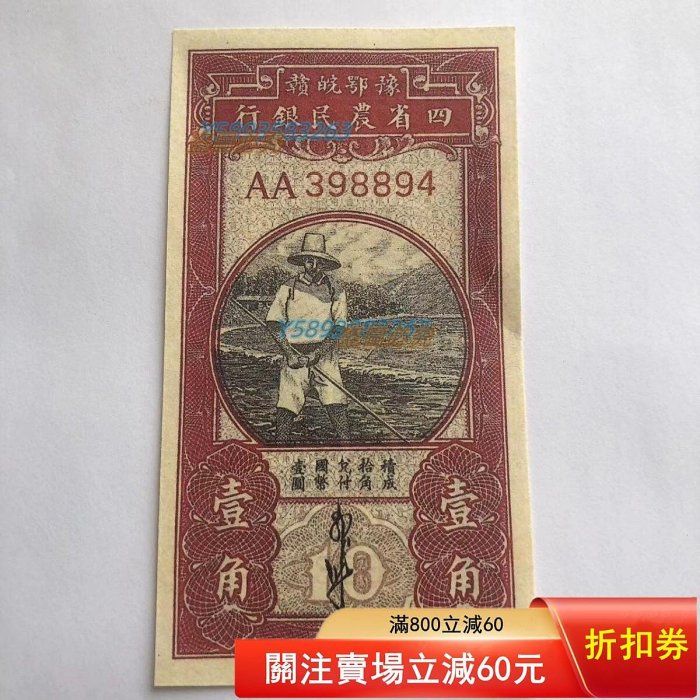 贛皖鄂豫
行銀民農省四
Y5893593263
AA 398894
壹國兌拾積
圓幣付角成
壹角
10
壹角
滿800立減60
關注賣場立減60元
折扣券